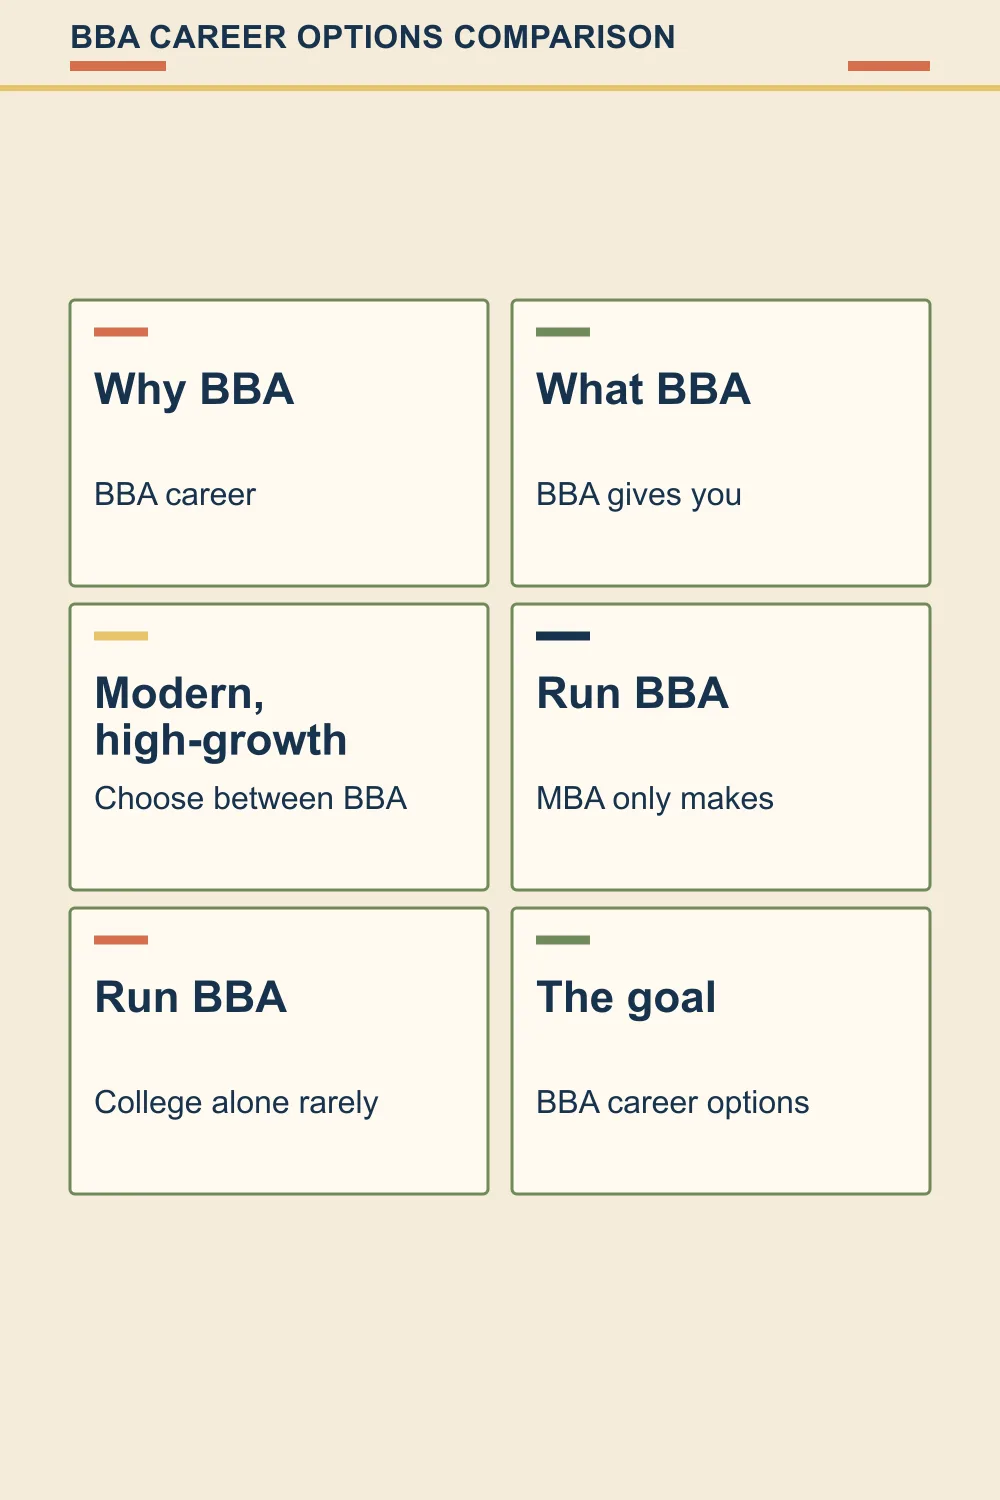 BBA CAREER OPTIONS COMPARISON
Why BBA
BBA career
What BBA
BBA gives you
Modern,
high-growth
Choose between BBA
Run BBA
MBA only makes
Run BBA
College alone rarely
The goal
BBA career options